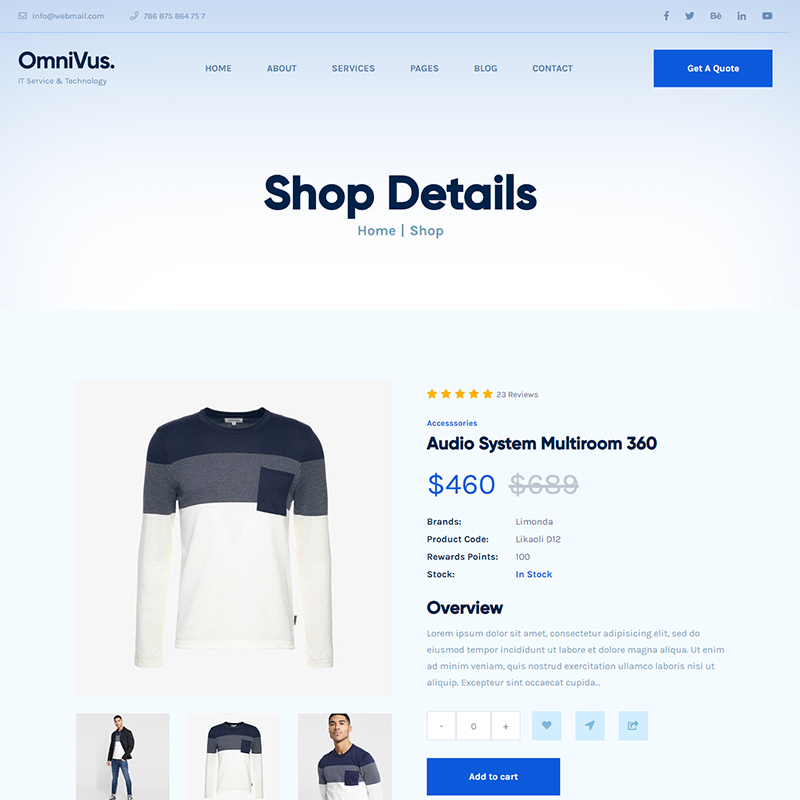 info@webmail.com
786 875 864 75 7
OmniVus.
IT Service & Technology
HOME
ABOUT
SERVICES
PAGES
BLOG
CONTACT
Get A Quote
Shop Details
Home | Shop
23 Reviews
Accesssories
Audio System Multiroom 360
$460 $689
Brands: Limonda
Product Code: Likaoli D12
Rewards Points: 100
Stock: In Stock
Overview
Lorem ipsum dolor sit amet, consectetur adipisicing elit, sed do
eiusmod tempor incididunt ut labore et dolore magna aliqua. Ut enim
ad minim veniam, quis nostrud exercitation ullamco laboris nisi ut
aliquip. Excepteur sint occaecat cupida...
- 0 +
Add to cart